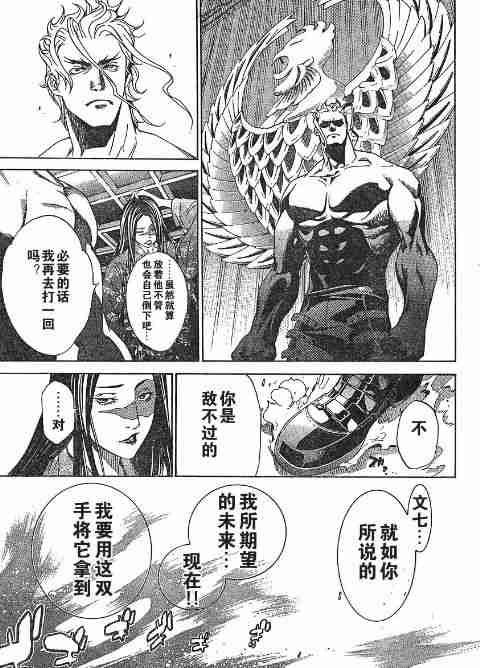 ……虽然就算
放着他不管
也会自己倒下吧…
必要的话
我再去打一回
吗？
不
你是
敌不过的
……对
文七…
就如你
所说的
我所期望
的未来…
现在!!
我要用这双
手将它拿到